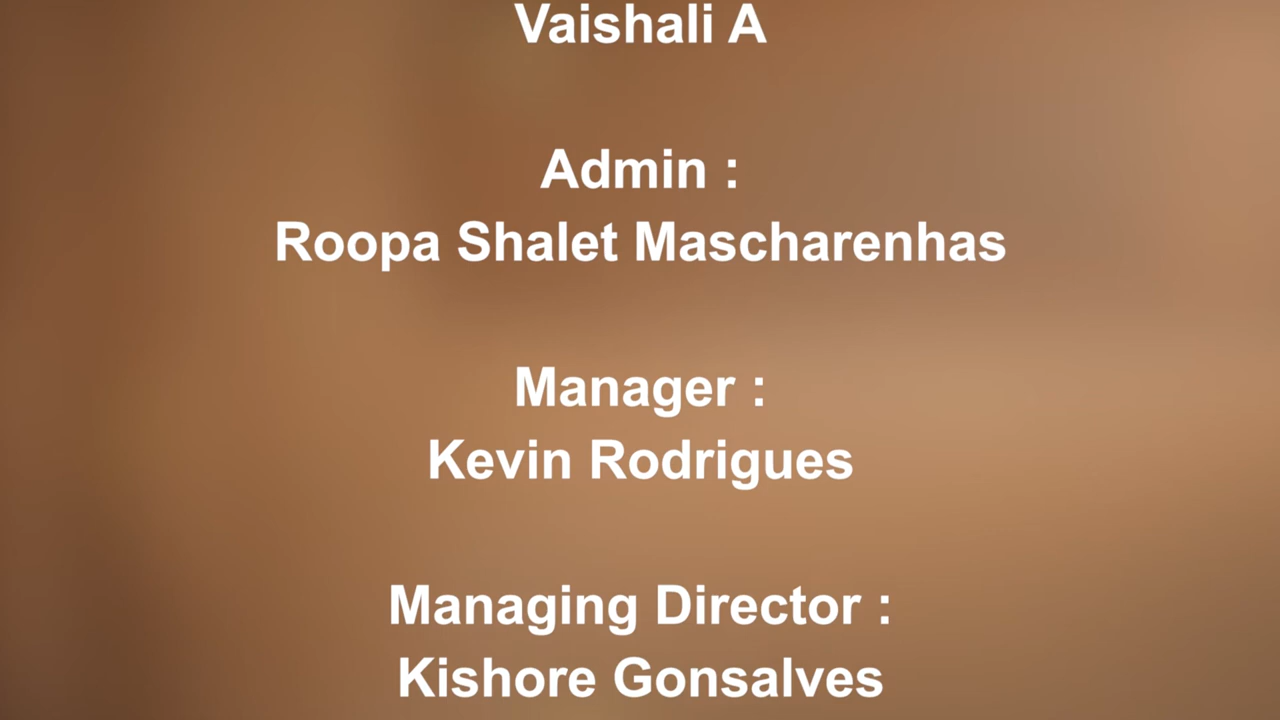 Vaishali A
Admin :
Roopa Shalet Mascharenhas
Manager :
Kevin Rodrigues
Managing Director :
Kishore Gonsalves